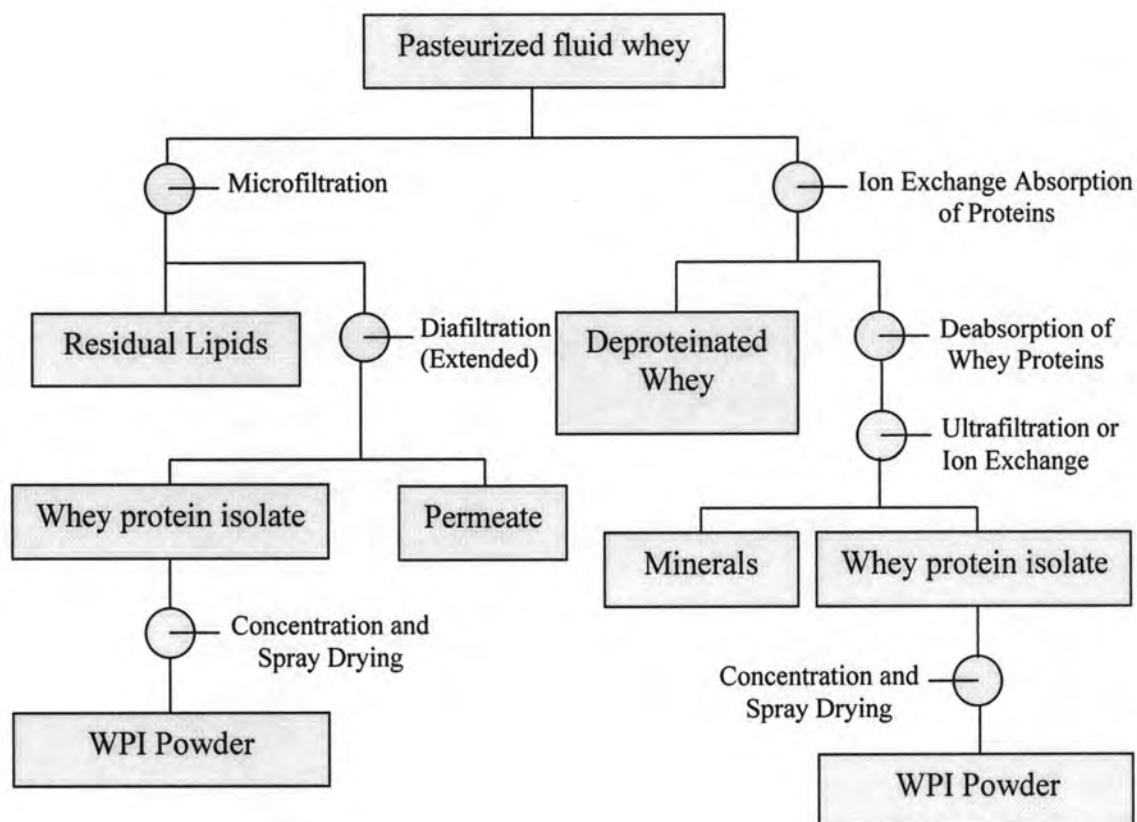 Pasteurized fluid whey
Microfiltration
Ion Exchange Absorption
of Proteins
Residual Lipids
Diafiltration
(Extended)
Deproteinated
Whey
Deabsorption of
Whey Proteins
Ultrafiltration or
Ion Exchange
Whey protein isolate
Permeate
Minerals
Whey protein isolate
Concentration and
Spray Drying
Concentration and
Spray Drying
WPI Powder
WPI Powder